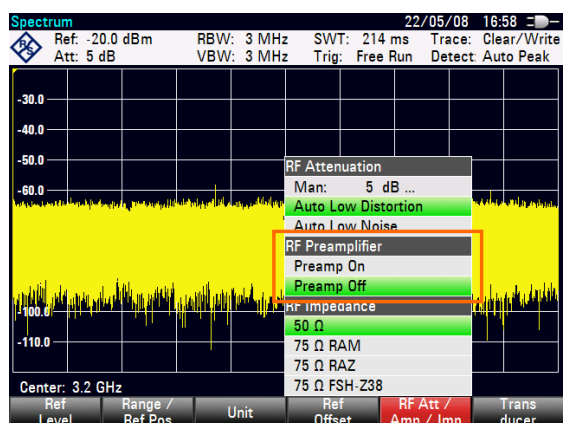 Spectrum 22/05/08 16:58
Ref: -20.0 dBm RBW: 3 MHz SWT: 214 ms Trace: Clear/Write
Att: 5 dB VBW: 3 MHz Trig: Free Run Detect: Auto Peak
-30.0
-40.0
-50.0
-60.0
-100.0
-110.0
RF Attenuation
Man: 5 dB ...
Auto Low Distortion
Auto Low Noise
RF Preamplifier
Preamp On
Preamp Off
RF Impedance
50 Ω
75 Ω RAM
75 Ω RAZ
75 Ω FSH-Z38
Center: 3.2 GHz
Ref Level
Range / Ref Pos
Unit
Ref Offset
RF Att / Amp / Imp
Trans ducer